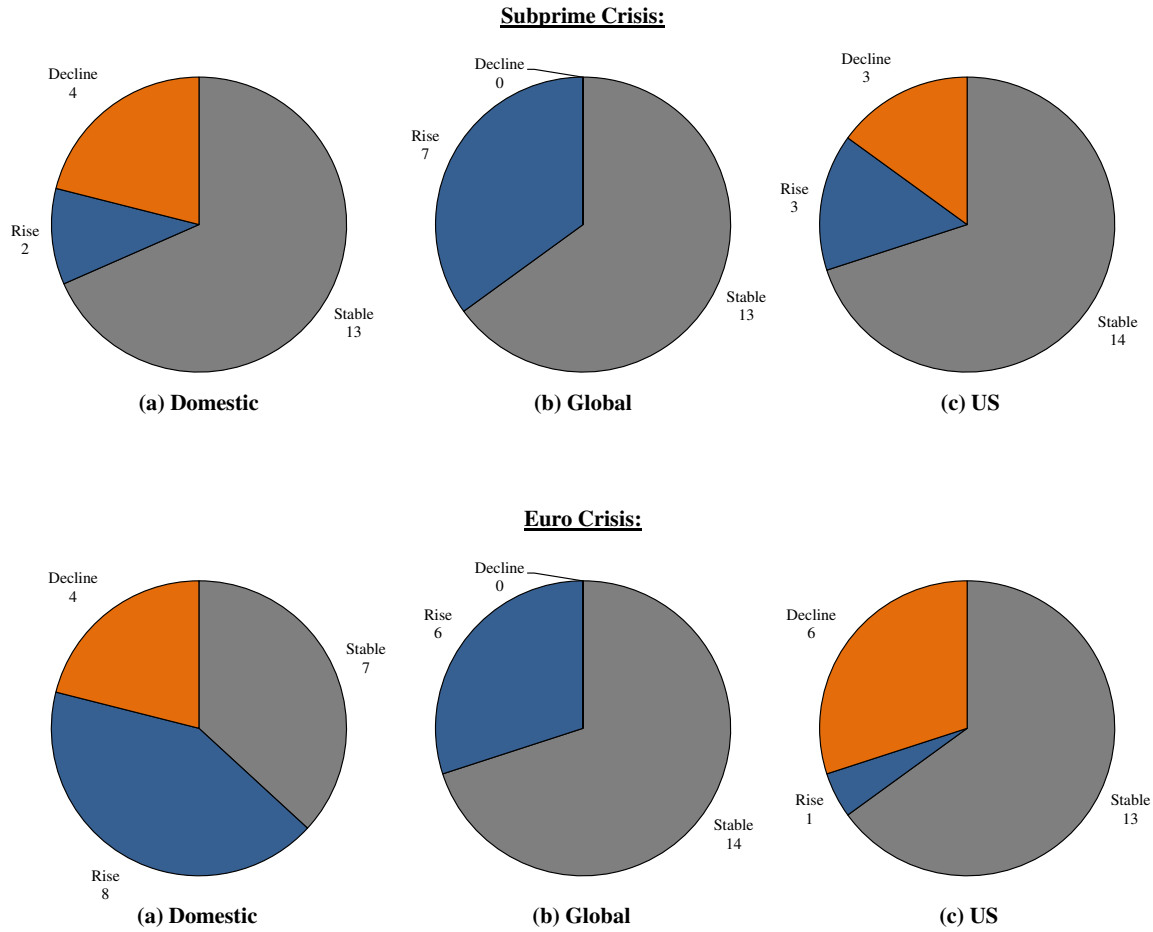 Subprime Crisis:
Decline
4
Rise
2
Stable
13
(a) Domestic
Decline
0
Rise
7
Stable
13
(b) Global
Decline
3
Rise
3
Stable
14
(c) US
Euro Crisis:
Decline
4
Stable
7
Rise
8
(a) Domestic
Decline
0
Rise
6
Stable
14
(b) Global
Decline
6
Rise
1
Stable
13
(c) US